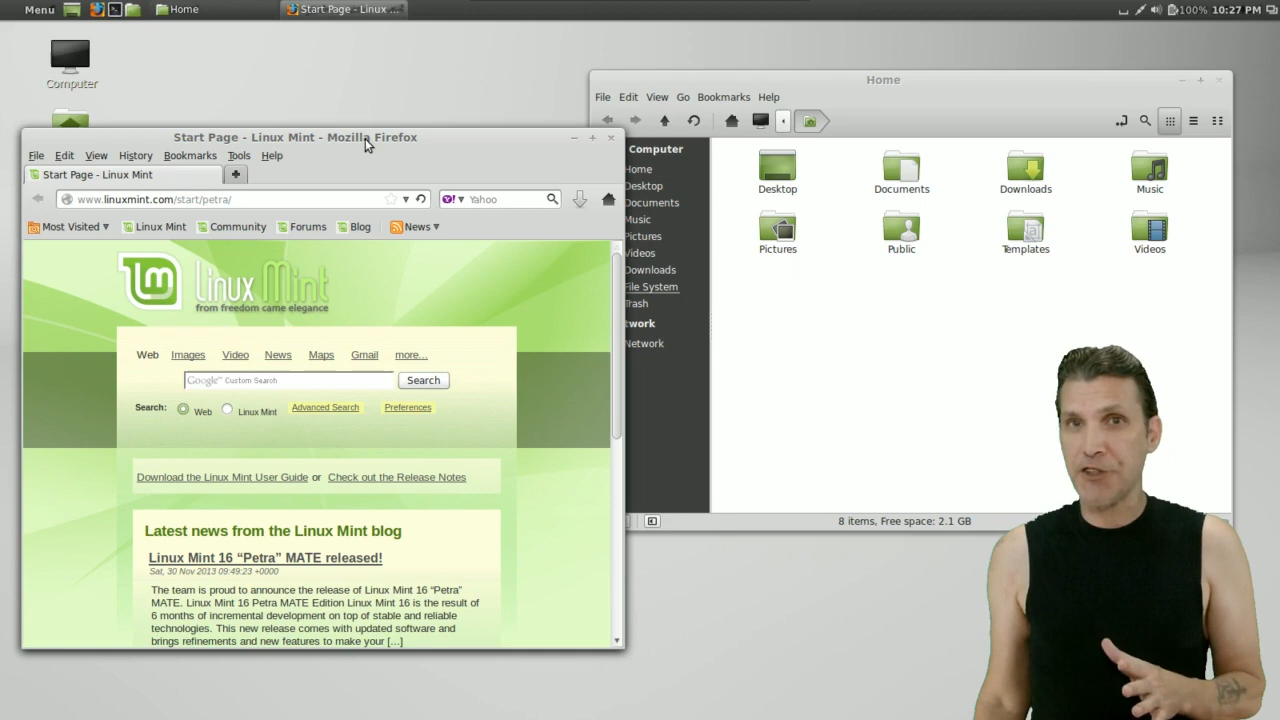 Menu
Home
Start Page - Linux ...
100% 10:27 PM
Computer
Home
File Edit View Go Bookmarks Help
Computer
Home
Desktop
Documents
Music
Pictures
Videos
Downloads
File System
Trash
twork
Network
Desktop
Documents
Downloads
Music
Pictures
Public
Templates
Videos
8 items, Free space: 2.1 GB
Start Page - Linux Mint - Mozilla Firefox
File Edit View History Bookmarks Tools Help
Start Page - Linux Mint
www.linuxmint.com/start/petra/
Y! Yahoo
Most Visited Linux Mint Community Forums Blog News
lm Linux Mint
from freedom came elegance
Web Images Video News Maps Gmail more...
Google™ Custom Search
Search
Search: Web Linux Mint Advanced Search Preferences
Download the Linux Mint User Guide or Check out the Release Notes
Latest news from the Linux Mint blog
Linux Mint 16 “Petra” MATE released!
Sat, 30 Nov 2013 09:49:23 +0000
The team is proud to announce the release of Linux Mint 16 “Petra”
MATE. Linux Mint 16 Petra MATE Edition Linux Mint 16 is the result of
6 months of incremental development on top of stable and reliable
technologies. This new release comes with updated software and
brings refinements and new features to make your [...]